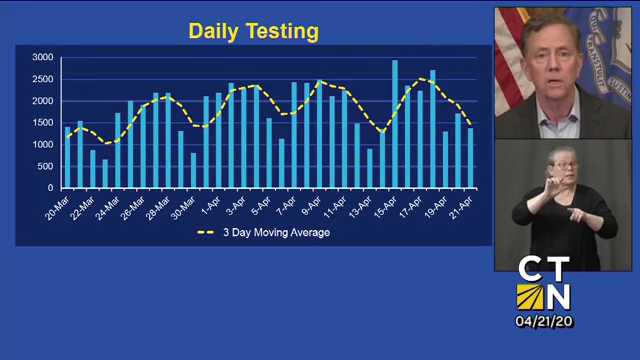 Daily Testing
3000
2500
2000
1500
1000
500
0
20-Mar 22-Mar 24-Mar 26-Mar 28-Mar 30-Mar 1-Apr 3-Apr 5-Apr 7-Apr 9-Apr 11-Apr 13-Apr 15-Apr 17-Apr 19-Apr 21-Apr
3 Day Moving Average
CT
N
04/21/20